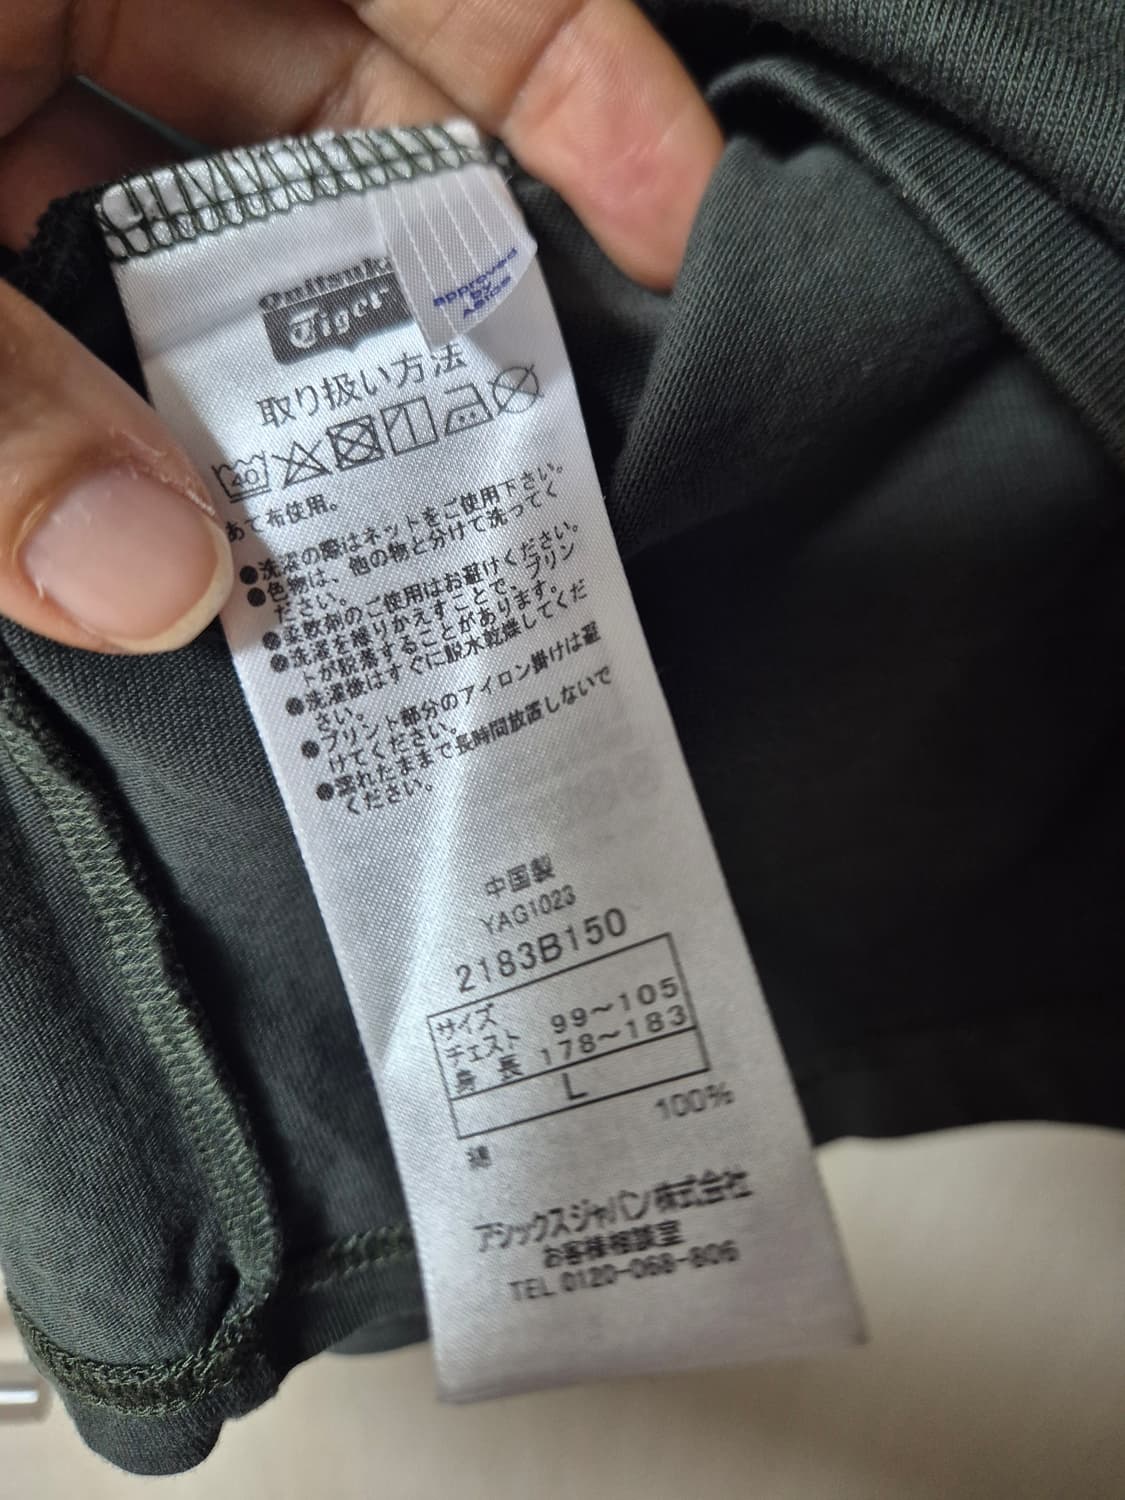 Onitsuka
Tiger
approved
by
ASICS
取り扱い方法
40
あて布使用。
●洗濯の際はネットをご使用下さい。
●色物は、他の物と分けて洗ってく
ださい。
●柔軟剤のご使用はお避けください。
●洗濯を繰りかえすことで、プリン
トが脱落することがあります。
●洗濯後はすぐに脱水乾燥してくだ
さい。
●プリント部分のアイロン掛けは避
けてください。
●濡れたままで長時間放置しないで
ください。
中国製
YAG1023
2183B150
サイズ
チェスト 99~105
身長 178~183
L
綿 100%
アシックスジャパン株式会社
お客様相談室
TEL 0120-068-806